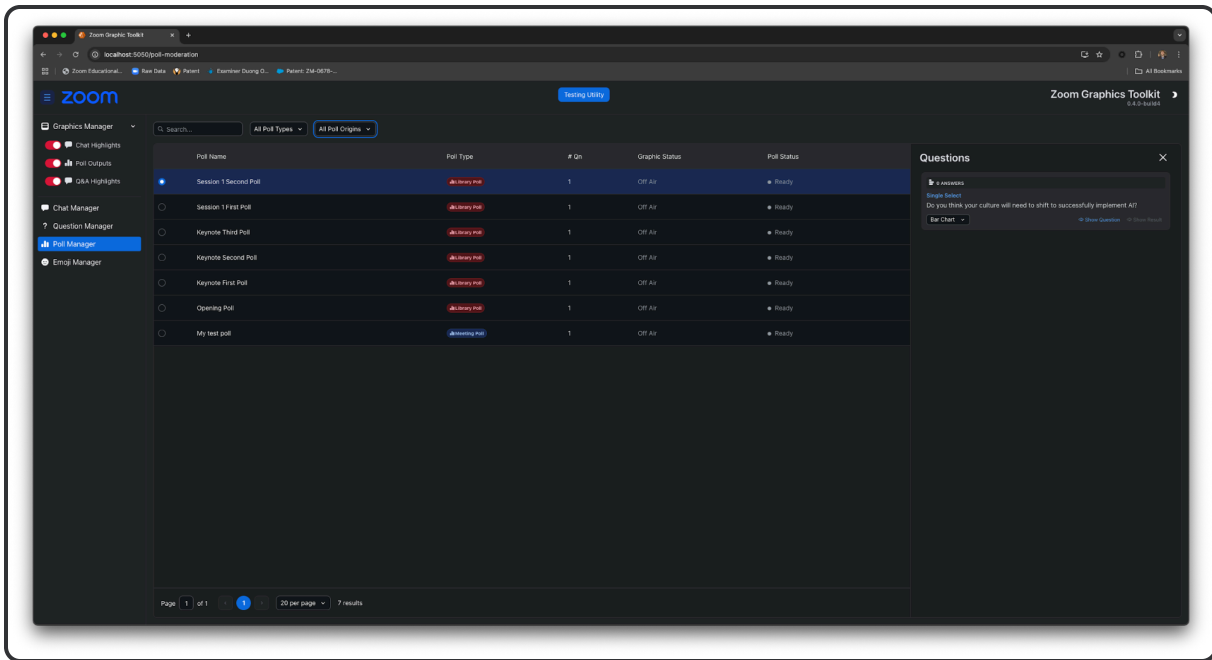 Zoom Graphic Toolkit
localhost:5050/poll-moderation
Zoom Educational... Raw Data Patent Examiner Duong O... Patent: ZM-0678-... All Bookmarks
zoom Testing Utility Zoom Graphics Toolkit
0.4.0-build4
Graphics Manager
Chat Highlights
Poll Outputs
Q&A Highlights
Chat Manager
? Question Manager
Poll Manager
Emoji Manager
Search... All Poll Types All Poll Origins
Poll Name Poll Type # Qn Graphic Status Poll Status
Session 1 Second Poll Library Poll 1 Off Air Ready
Session 1 First Poll Library Poll 1 Off Air Ready
Keynote Third Poll Library Poll 1 Off Air Ready
Keynote Second Poll Library Poll 1 Off Air Ready
Keynote First Poll Library Poll 1 Off Air Ready
Opening Poll Library Poll 1 Off Air Ready
My test poll Meeting Poll 1 Off Air Ready
Questions
0 ANSWERS
Single Select
Do you think your culture will need to shift to successfully implement AI?
Bar Chart Show Question Show Result
Page 1 of 1 1 20 per page 7 results